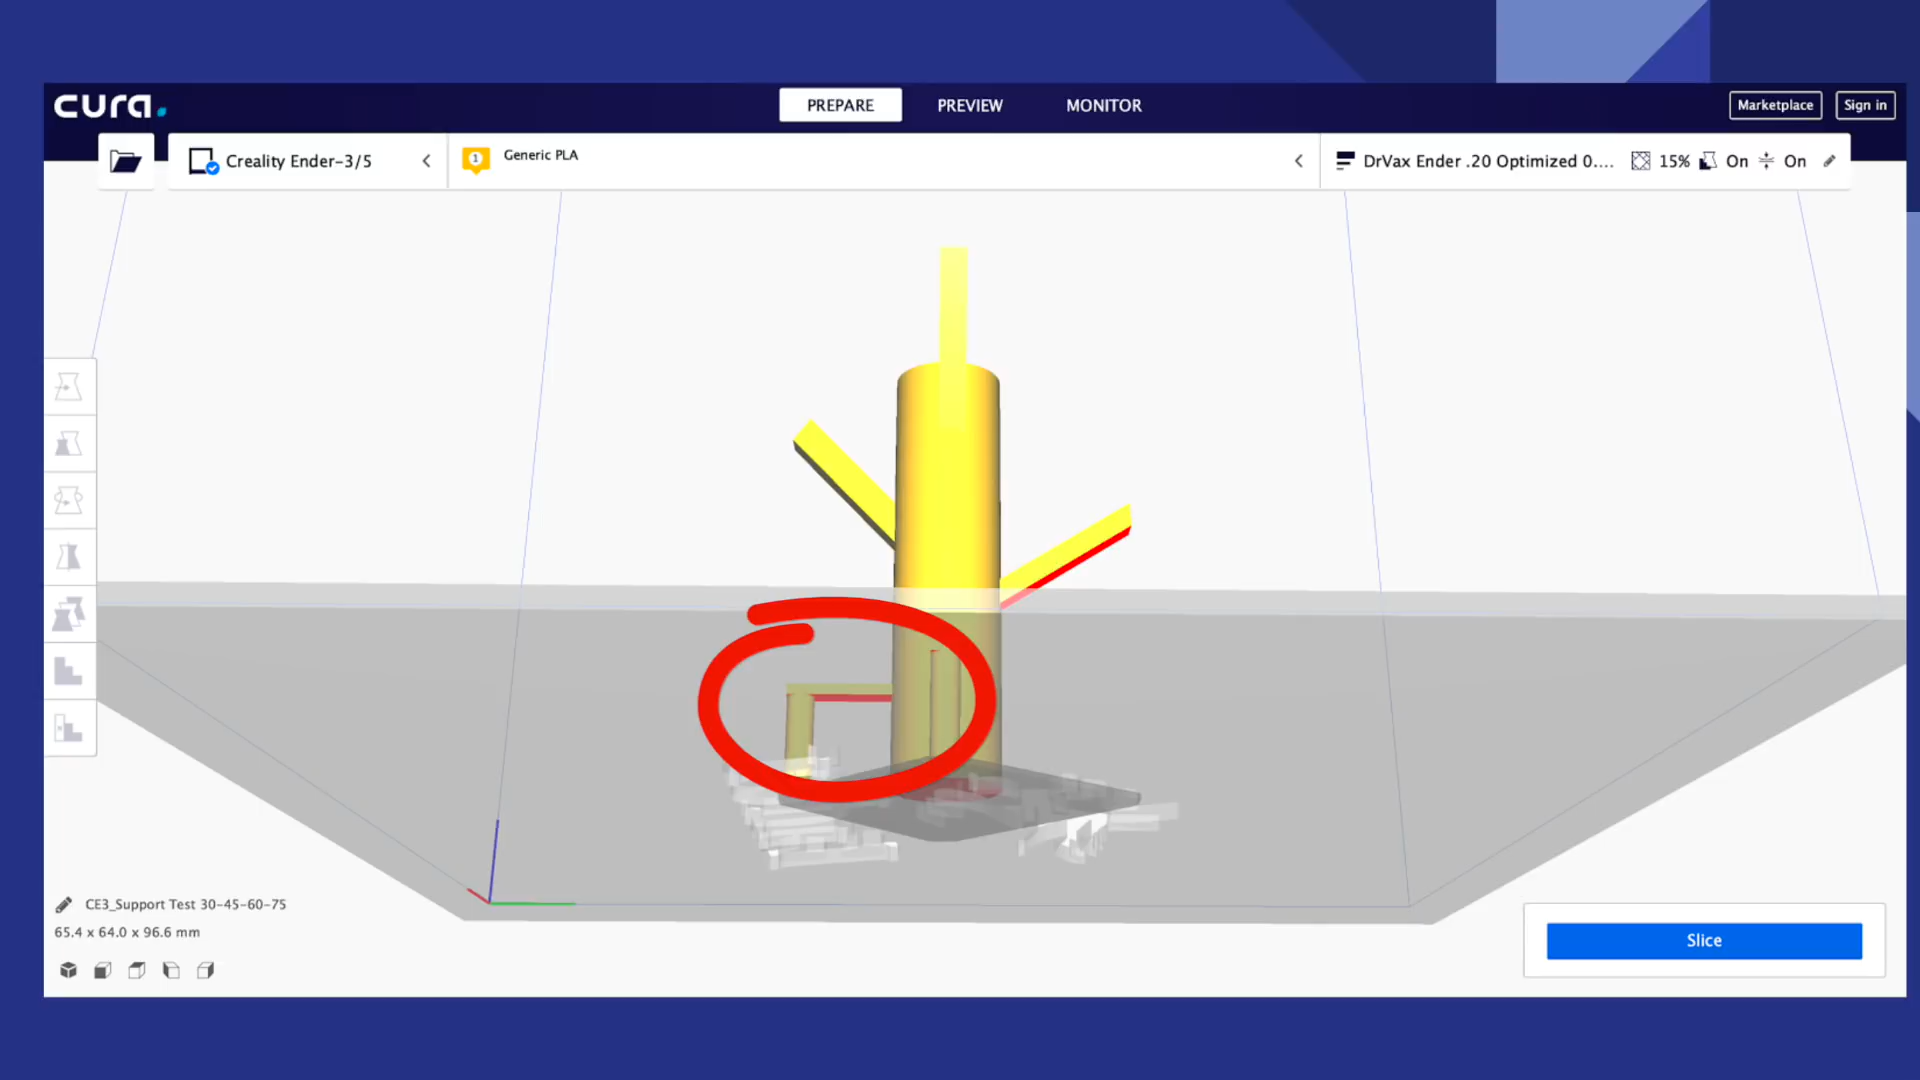 cura.
PREPARE
PREVIEW
MONITOR
Marketplace
Sign in
Creality Ender-3/5
1
Generic PLA
DrVax Ender .20 Optimized 0....
15%
On
On
CE3_Support Test 30-45-60-75
65.4 x 64.0 x 96.6 mm
Slice